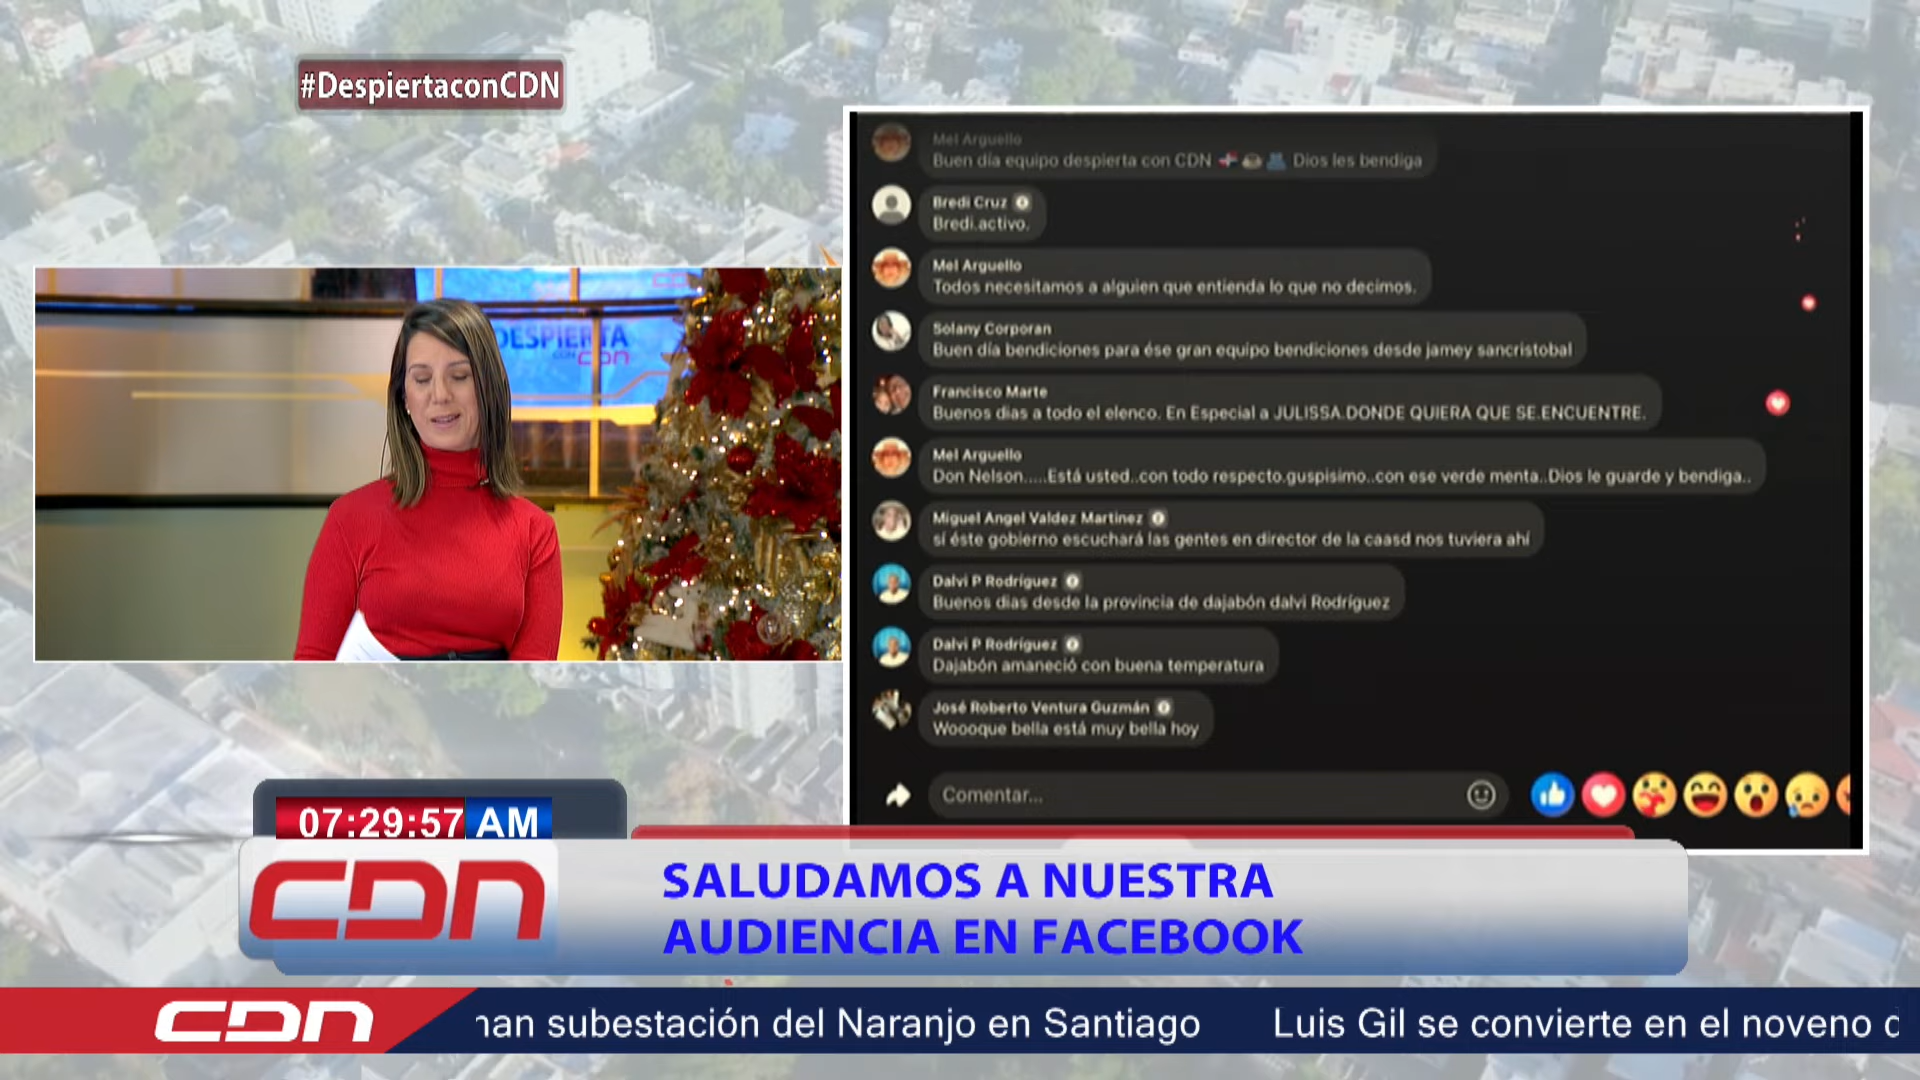 #DespiertaconCDN
Mel Arguello
Buen día equipo despierta con CDN Dios les bendiga
Bredi Cruz
Bredi.activo.
Mel Arguello
Todos necesitamos a alguien que entienda lo que no decimos.
Solany Corporan
Buen día bendiciones para ése gran equipo bendiciones desde jamey sancristobal
Francisco Marte
Buenos dias a todo el elenco. En Especial a JULISSA.DONDE QUIERA QUE SE.ENCUENTRE.
Mel Arguello
Don Nelson.....Está usted..con todo respecto.guspisimo..con ese verde menta..Dios le guarde y bendiga..
Miguel Angel Valdez Martinez
sí éste gobierno escuchará las gentes en director de la caasd nos tuviera ahí
Dalvi P Rodríguez
Buenos dias desde la provincia de dajabón dalvi Rodríguez
Dalvi P Rodríguez
Dajabón amaneció con buena temperatura
José Roberto Ventura Guzmán
Woooque bella está muy bella hoy
Comentar...
DESPIERTA
CON CDN
07:29:57 AM
CDN
SALUDAMOS A NUESTRA
AUDIENCIA EN FACEBOOK
CDN
subestación del Naranjo en Santiago Luis Gil se convierte en el noveno